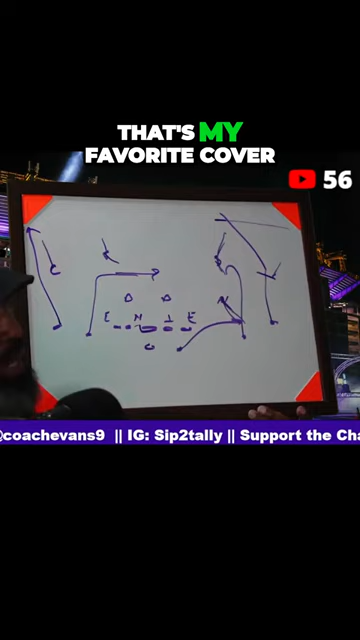 THAT'S MY
FAVORITE COVER
56
C
E N T E
@coachevans9 || IG: Sip2tally || Support the Cha